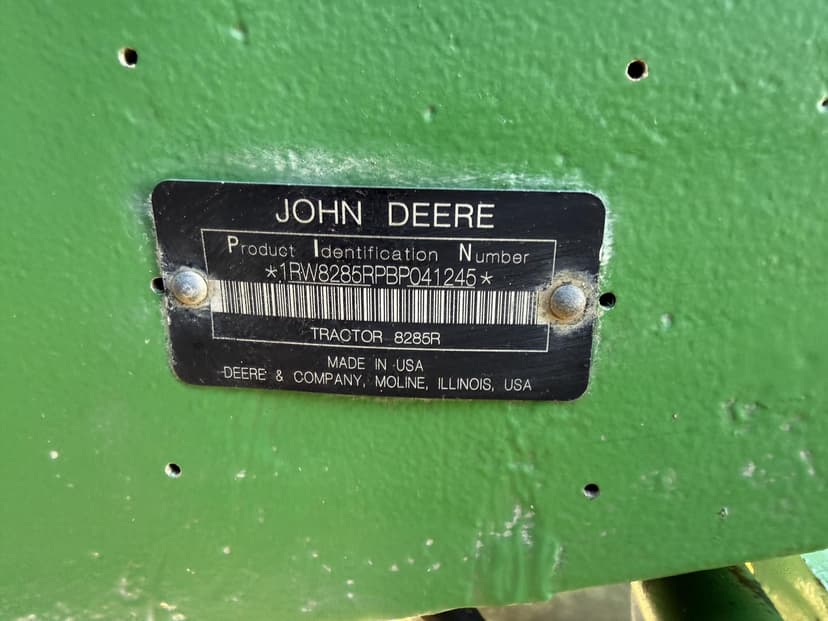 JOHN DEERE
Product Identification Number
*1RW8285RPBP041245*
TRACTOR 8285R
MADE IN USA
DEERE & COMPANY, MOLINE, ILLINOIS, USA